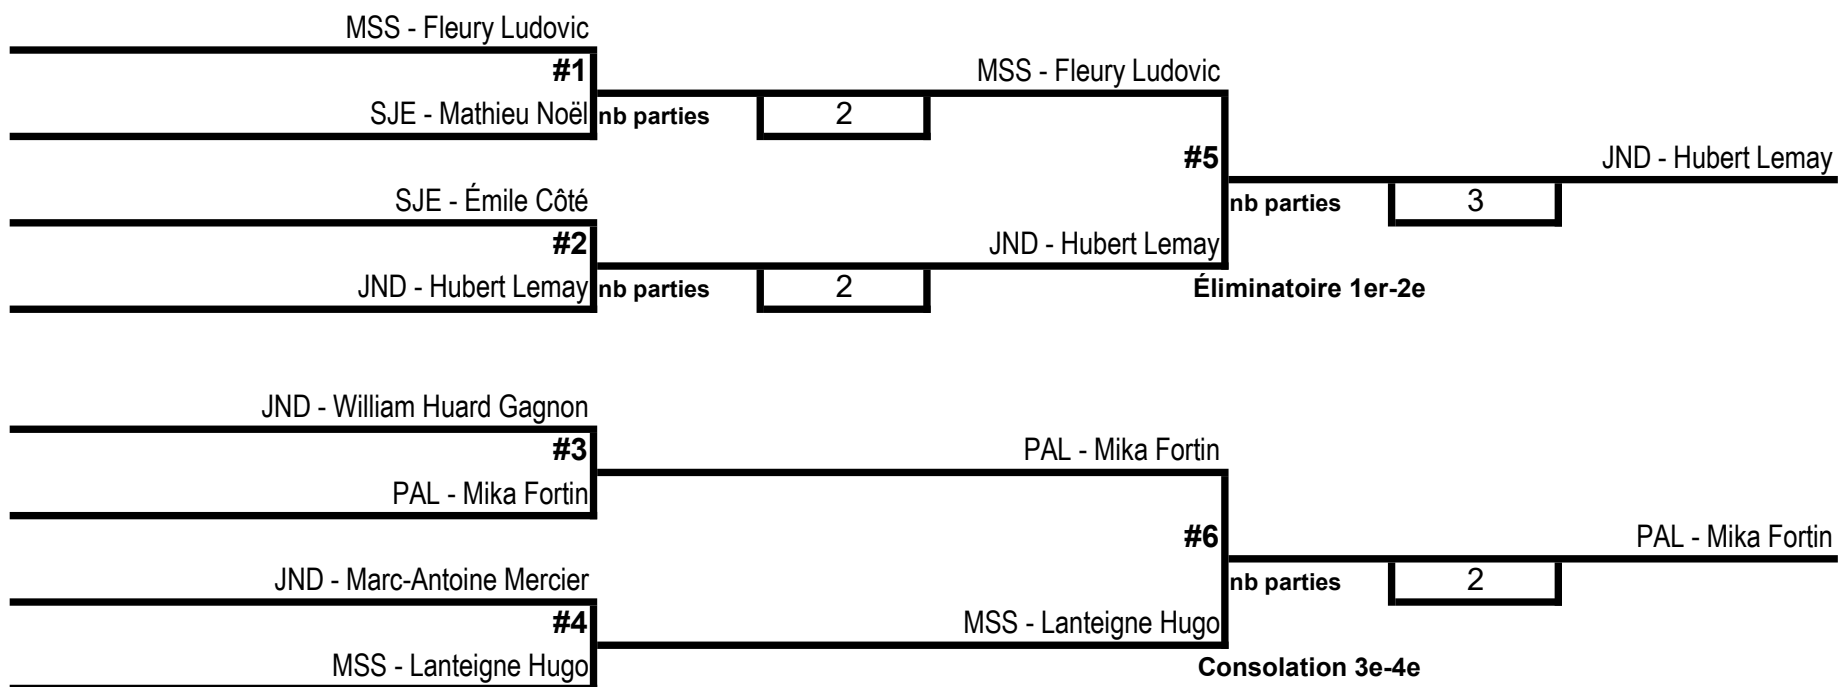 MSS - Fleury Ludovic
#1
MSS - Fleury Ludovic
SJE - Mathieu Noël
nb parties
2
#5
JND - Hubert Lemay
SJE - Émile Côté
nb parties
3
#2
JND - Hubert Lemay
JND - Hubert Lemay
nb parties
2
Éliminatoire 1er-2e
JND - William Huard Gagnon
#3
PAL - Mika Fortin
PAL - Mika Fortin
#6
PAL - Mika Fortin
JND - Marc-Antoine Mercier
nb parties
2
#4
MSS - Lanteigne Hugo
MSS - Lanteigne Hugo
Consolation 3e-4e